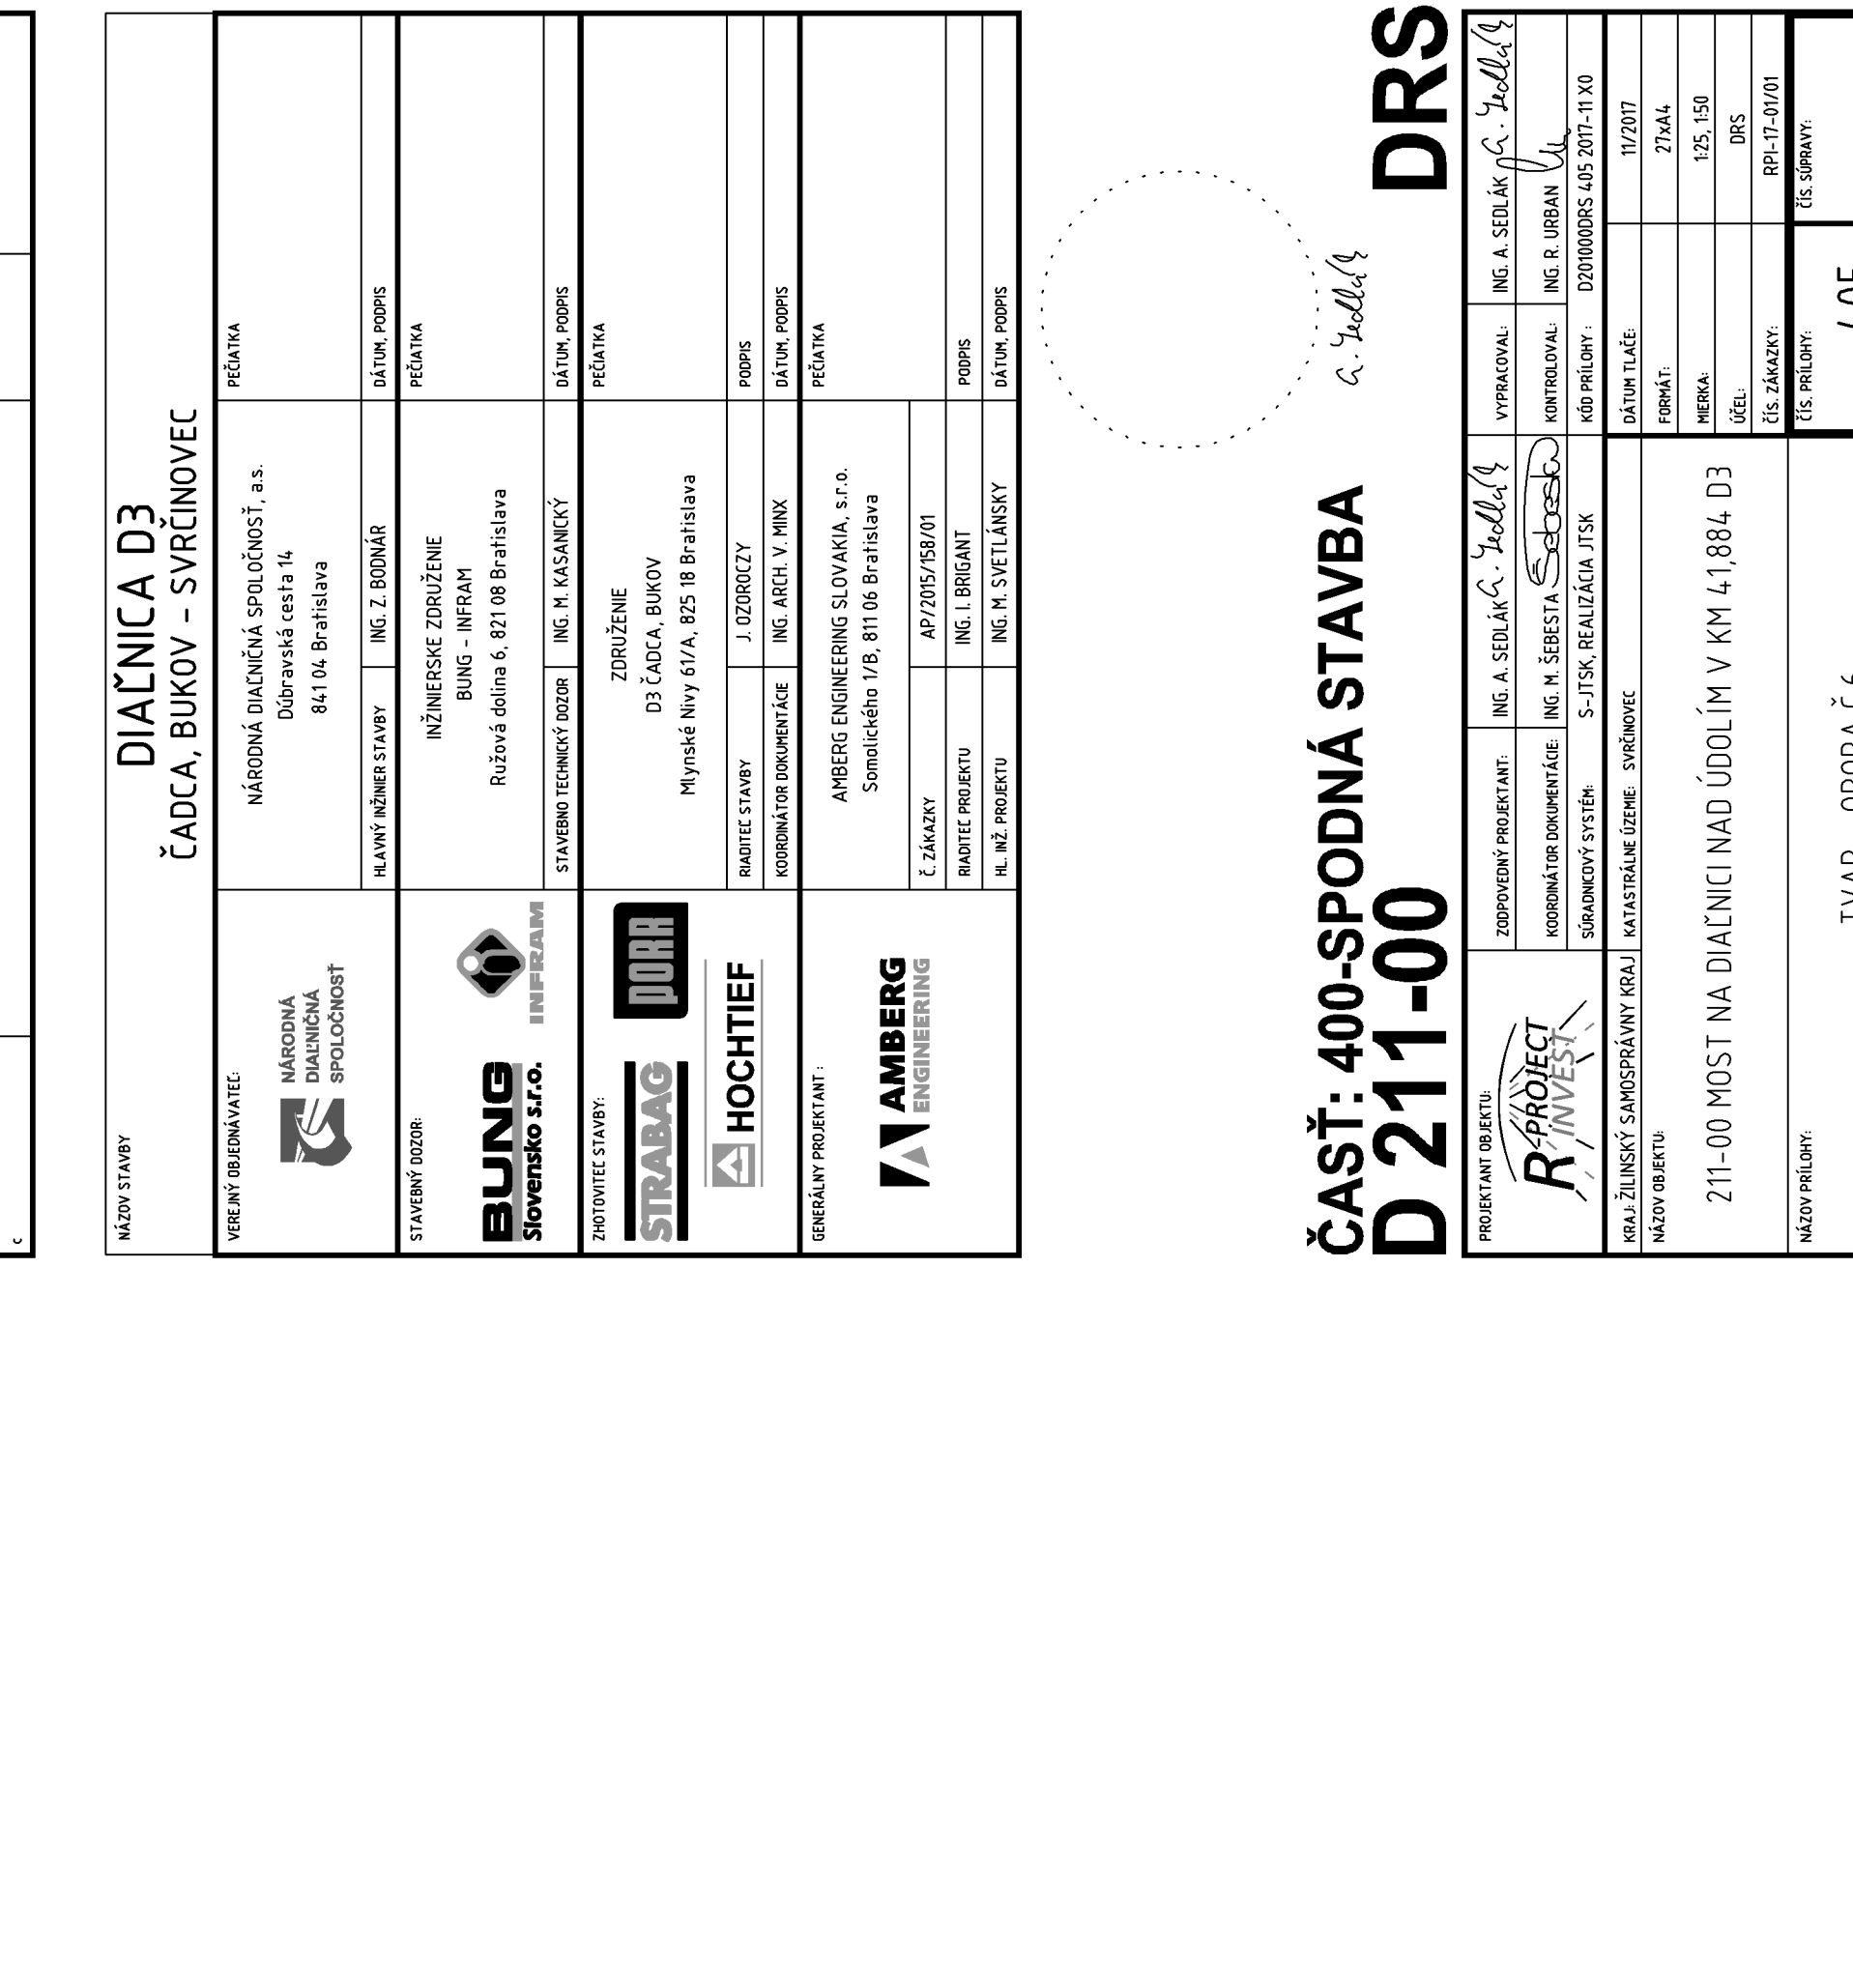 NÁZOV STAVBY
DIAĽNICA D3
ČADCA, BUKOV - SVRČINOVEC
VEREJNÝ OBJEDNÁVATEĽ:
NÁRODNÁ
DIAĽNIČNÁ
SPOLOČNOSŤ
NÁRODNÁ DIAĽNIČNÁ SPOLOČNOSŤ, a.s.
Dúbravská cesta 14
841 04 Bratislava
HLAVNÝ INŽINIER STAVBY ING. Z. BODNÁR
PEČIATKA
DÁTUM, PODPIS
STAVEBNÝ DOZOR:
BUNG
Slovensko s.r.o.
INFRAM
INŽINIERSKE ZDRUŽENIE
BUNG - INFRAM
Ružová dolina 6, 821 08 Bratislava
STAVEBNO TECHNICKÝ DOZOR ING. M. KASANICKÝ
PEČIATKA
DÁTUM, PODPIS
ZHOTOVITEĽ STAVBY:
STRABAG
PORR
HOCHTIEF
ZDRUŽENIE
D3 ČADCA, BUKOV
Mlynské Nivy 61/A, 825 18 Bratislava
RIADITEĽ STAVBY J. OZOROCZY
KOORDINÁTOR DOKUMENTÁCIE ING. ARCH. V. MINX
PEČIATKA
PODPIS
DÁTUM, PODPIS
GENERÁLNY PROJEKTANT :
AMBERG
ENGINEERING
AMBERG ENGINEERING SLOVAKIA, s.r.o.
Somolického 1/B, 811 06 Bratislava
Č. ZÁKAZKY AP/2015/158/01
RIADITEĽ PROJEKTU ING. I. BRIGANT
HL. INŽ. PROJEKTU ING. M. SVETLÁNSKY
PEČIATKA
PODPIS
DÁTUM, PODPIS
A. Sedlák
ČASŤ: 400-SPODNÁ STAVBA
D 211-00 DRS
PROJEKTANT OBJEKTU:
R-PROJECT
INVEST
ZODPOVEDNÝ PROJEKTANT: ING. A. SEDLÁK A. Sedlák
VYPRACOVAL: ING. A. SEDLÁK A. Sedlák
KOORDINÁTOR DOKUMENTÁCIE: ING. M. ŠEBESTA
KONTROLOVAL: ING. R. URBAN
SÚRADNICOVÝ SYSTÉM: S-JTSK, REALIZÁCIA JTSK
KÓD PRÍLOHY : D201000DRS 405 2017-11 X0
KRAJ: ŽILINSKÝ SAMOSPRÁVNY KRAJ
KATASTRÁLNE ÚZEMIE: SVRČINOVEC
DÁTUM TLAČE: 11/2017
NÁZOV OBJEKTU:
211-00 MOST NA DIAĽNICI NAD ÚDOLÍM V KM 41,884 D3
FORMÁT: 27xA4
MIERKA: 1:25, 1:50
ÚČEL: DRS
ČÍS. ZÁKAZKY: RPI-17-01/01
NÁZOV PRÍLOHY:
ČÍS. PRÍLOHY:
ČÍS. SÚPRAVY: